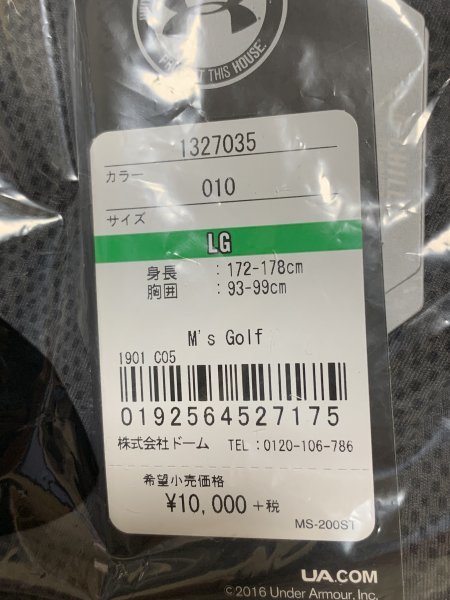 PROTECT THIS HOUSE.
1327035
カラー
010
サイズ
LG
身長 : 172-178cm
胸囲 : 93-99cm
M's Golf
1901 C05
0192564527175
株式会社ドーム TEL:0120-106-786
希望小売価格
¥10,000 +税
MS-200ST
UA.COM
©2016 Under Armour, Inc.